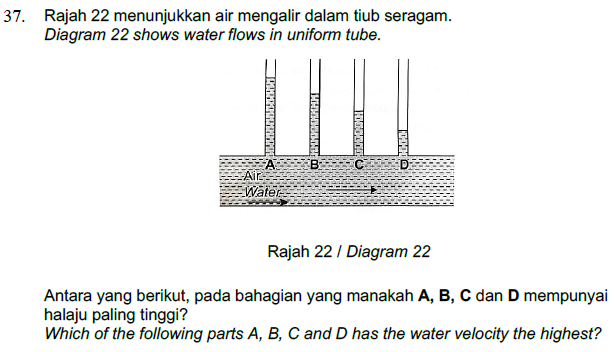 37. Rajah 22 menunjukkan air mengalir dalam tiub seragam.
Diagram 22 shows water flows in uniform tube.
A B C D
Air
Water
Rajah 22 / Diagram 22
Antara yang berikut, pada bahagian yang manakah A, B, C dan D mempunyai
halaju paling tinggi?
Which of the following parts A, B, C and D has the water velocity the highest?